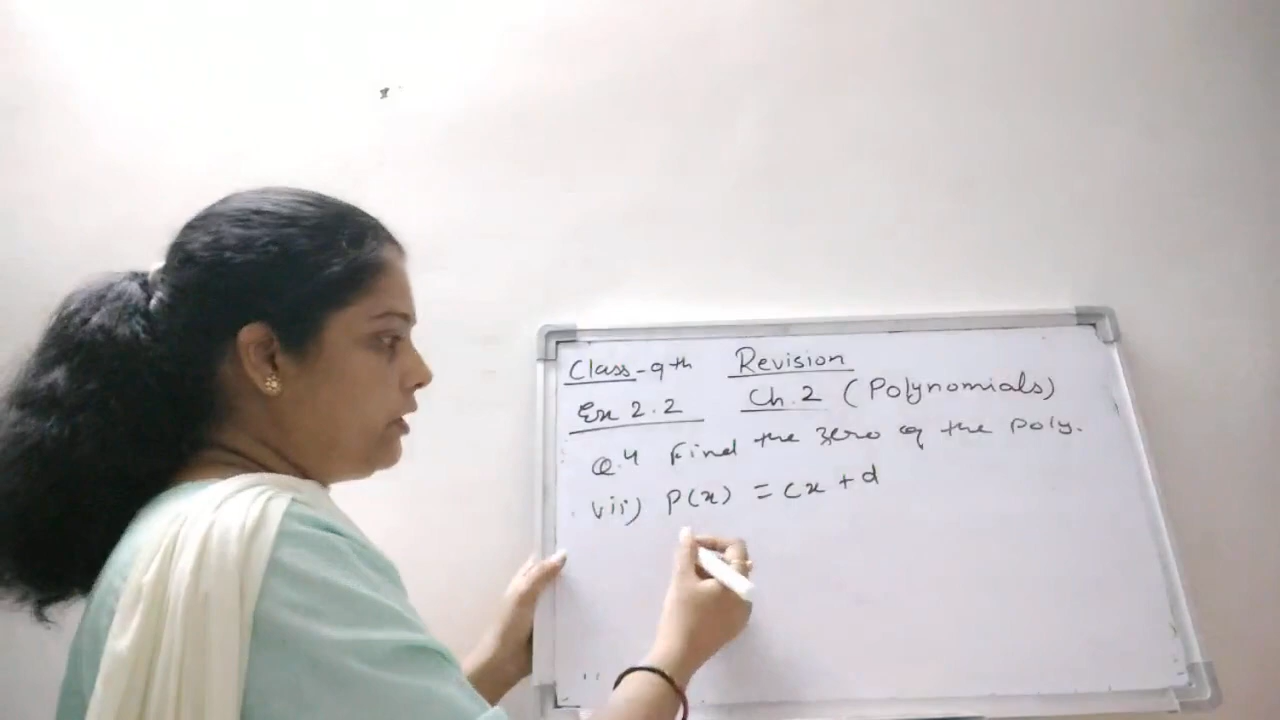 Class-9th Revision
Ex 2.2 Ch.2 (Polynomials)
Q.4 Find the zero of the poly.
vii) P(x) = cx + d